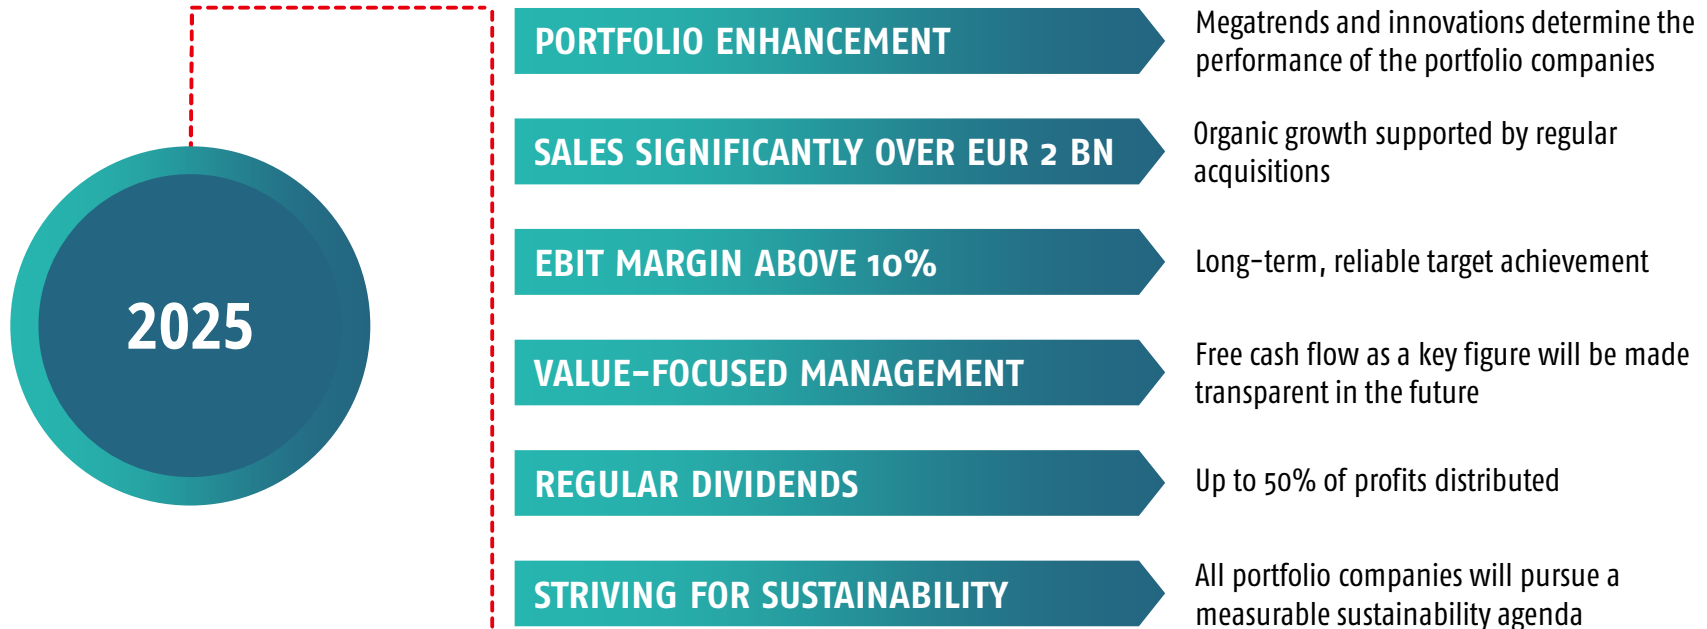 2025
PORTFOLIO ENHANCEMENT
Megatrends and innovations determine the
performance of the portfolio companies
SALES SIGNIFICANTLY OVER EUR 2 BN
Organic growth supported by regular
acquisitions
EBIT MARGIN ABOVE 10%
Long-term, reliable target achievement
VALUE-FOCUSED MANAGEMENT
Free cash flow as a key figure will be made
transparent in the future
REGULAR DIVIDENDS
Up to 50% of profits distributed
STRIVING FOR SUSTAINABILITY
All portfolio companies will pursue a
measurable sustainability agenda